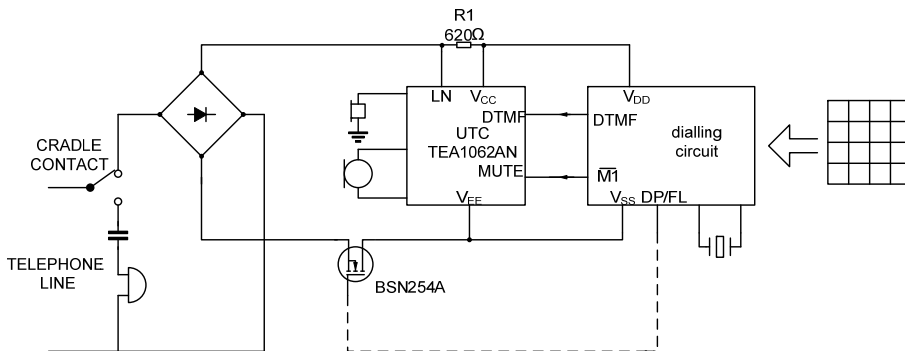 R1
620Ω
LN
VCC
DTMF
UTC
TEA1062AN
MUTE
VEE
VDD
DTMF
dialling
circuit
M̅1̅
VSS DP/FL
CRADLE
CONTACT
TELEPHONE
LINE
BSN254A